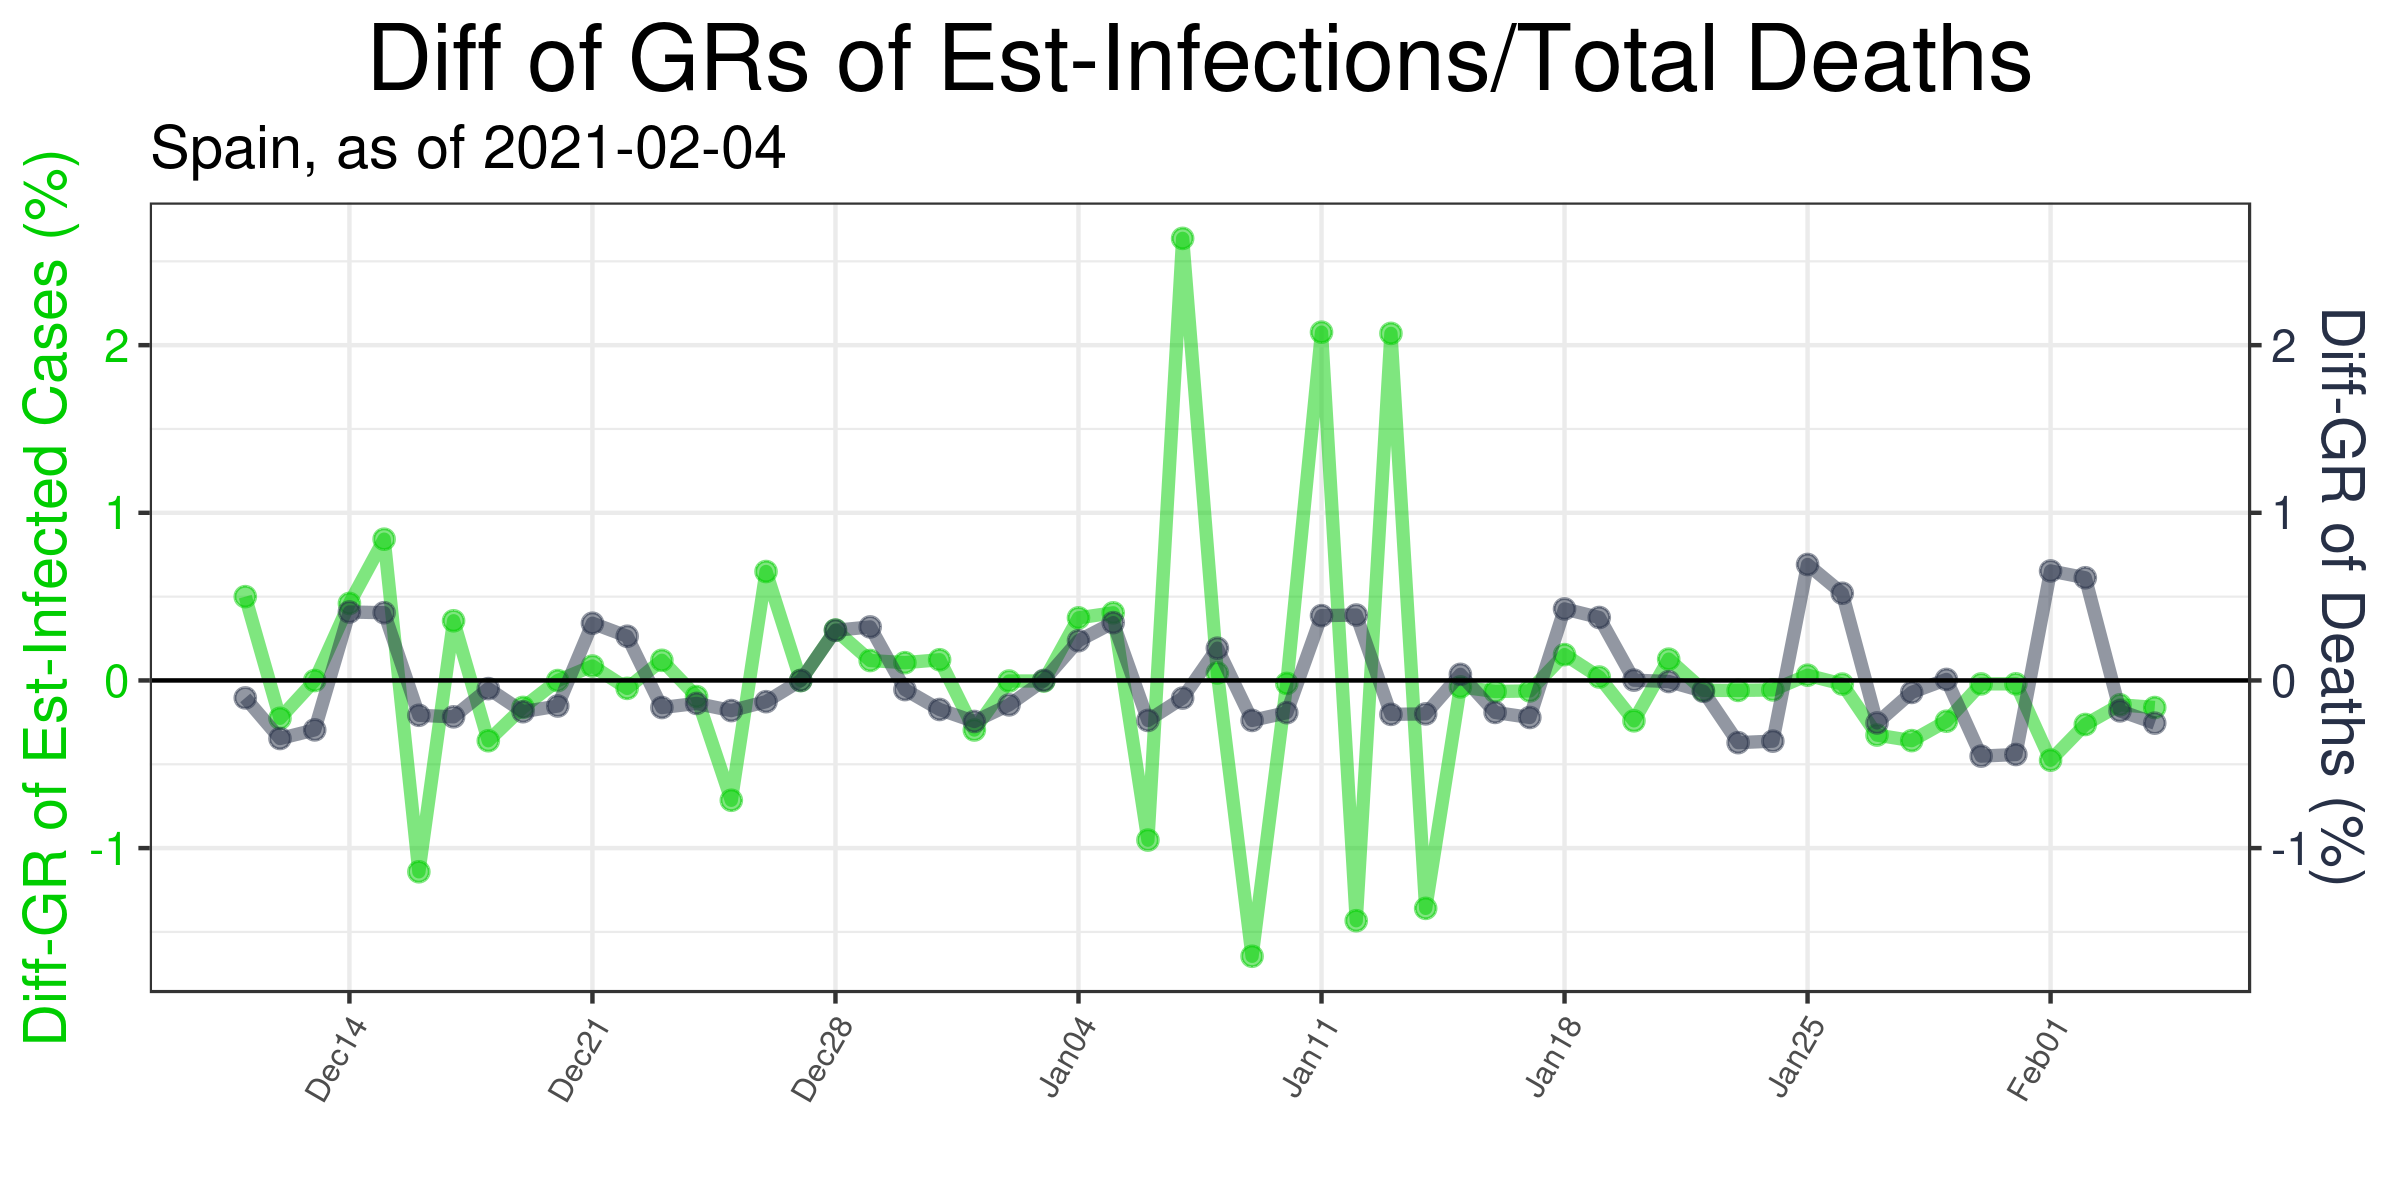 Diff of GRs of Est-Infections/Total Deaths
Spain, as of 2021-02-04
Diff-GR of Est-Infected Cases (%)
2
1
0
-1
2
1
0
-1
Diff-GR of Deaths (%)
Dec14
Dec21
Dec28
Jan04
Jan11
Jan18
Jan25
Feb01